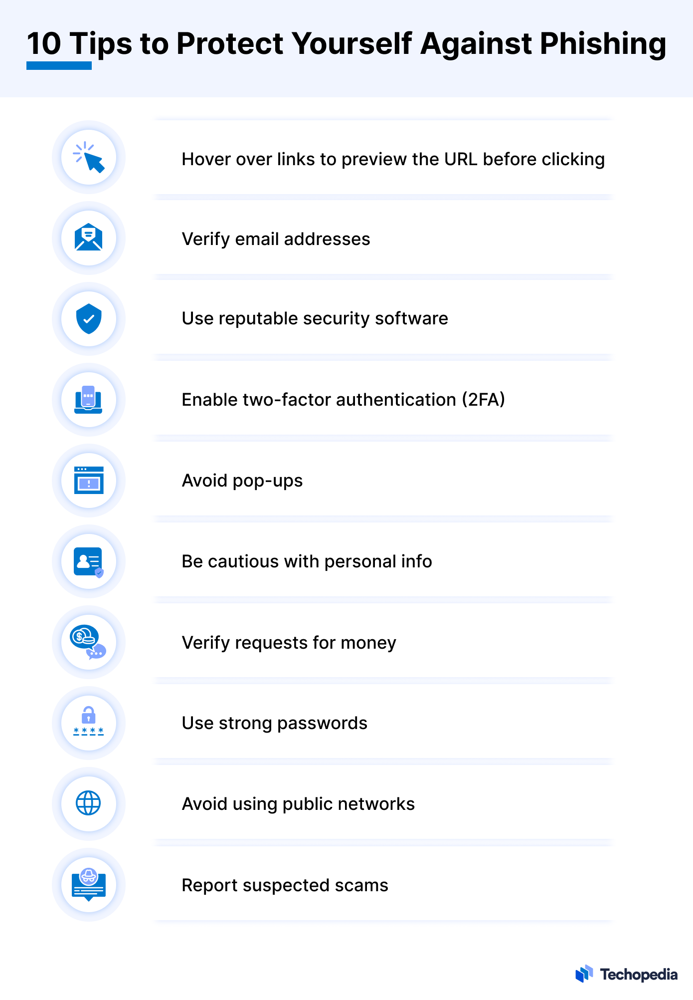 10 Tips to Protect Yourself Against Phishing
Hover over links to preview the URL before clicking
Verify email addresses
Use reputable security software
Enable two-factor authentication (2FA)
Avoid pop-ups
Be cautious with personal info
Verify requests for money
Use strong passwords
Avoid using public networks
Report suspected scams
Techopedia